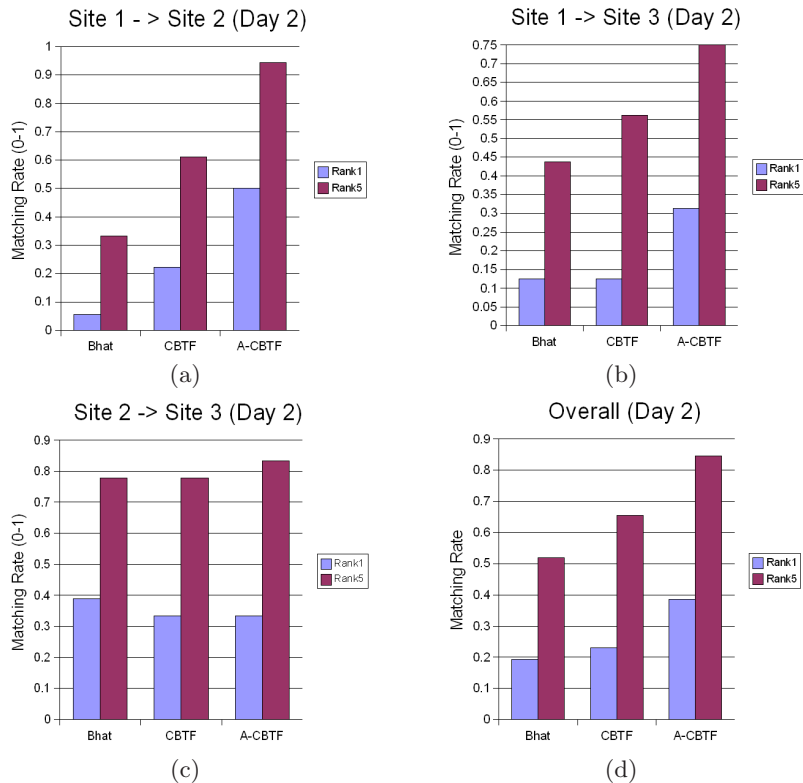 Site 1 - > Site 2 (Day 2)
1
0.9
0.8
0.7
0.6
0.5
0.4
0.3
0.2
0.1
0
Matching Rate (0-1)
Bhat CBTF A-CBTF
Rank1
Rank5
(a)
Site 1 -> Site 3 (Day 2)
0.75
0.7
0.65
0.6
0.55
0.5
0.45
0.4
0.35
0.3
0.25
0.2
0.15
0.1
0.05
0
Matching Rate (0-1)
Bhat CBTF A-CBTF
Rank1
Rank5
(b)
Site 2 -> Site 3 (Day 2)
0.9
0.8
0.7
0.6
0.5
0.4
0.3
0.2
0.1
0
Matching Rate (0-1)
Bhat CBTF A-CBTF
Rank1
Rank5
(c)
Overall (Day 2)
0.9
0.8
0.7
0.6
0.5
0.4
0.3
0.2
0.1
0
Matching Rate
Bhat CBTF A-CBTF
Rank1
Rank5
(d)